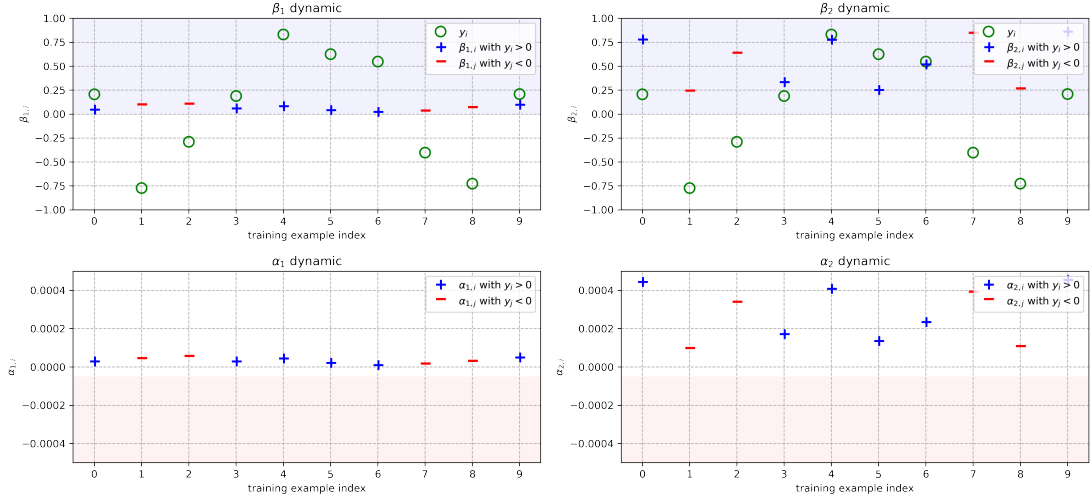 β₁ dynamic
1.00
0.75
0.50
0.25
0.00
−0.25
−0.50
−0.75
−1.00
β₁,ᵢ
yᵢ
β₁,ᵢ with yᵢ > 0
β₁,ⱼ with yⱼ < 0
0 1 2 3 4 5 6 7 8 9
training example index
β₂ dynamic
1.00
0.75
0.50
0.25
0.00
−0.25
−0.50
−0.75
−1.00
β₂,ᵢ
yᵢ
β₂,ᵢ with yᵢ > 0
β₂,ⱼ with yⱼ < 0
0 1 2 3 4 5 6 7 8 9
training example index
α₁ dynamic
0.0004
0.0002
0.0000
−0.0002
−0.0004
α₁,ᵢ
α₁,ᵢ with yᵢ > 0
α₁,ⱼ with yⱼ < 0
0 1 2 3 4 5 6 7 8 9
training example index
α₂ dynamic
0.0004
0.0002
0.0000
−0.0002
−0.0004
α₂,ᵢ
α₂,ᵢ with yᵢ > 0
α₂,ⱼ with yⱼ < 0
0 1 2 3 4 5 6 7 8 9
training example index